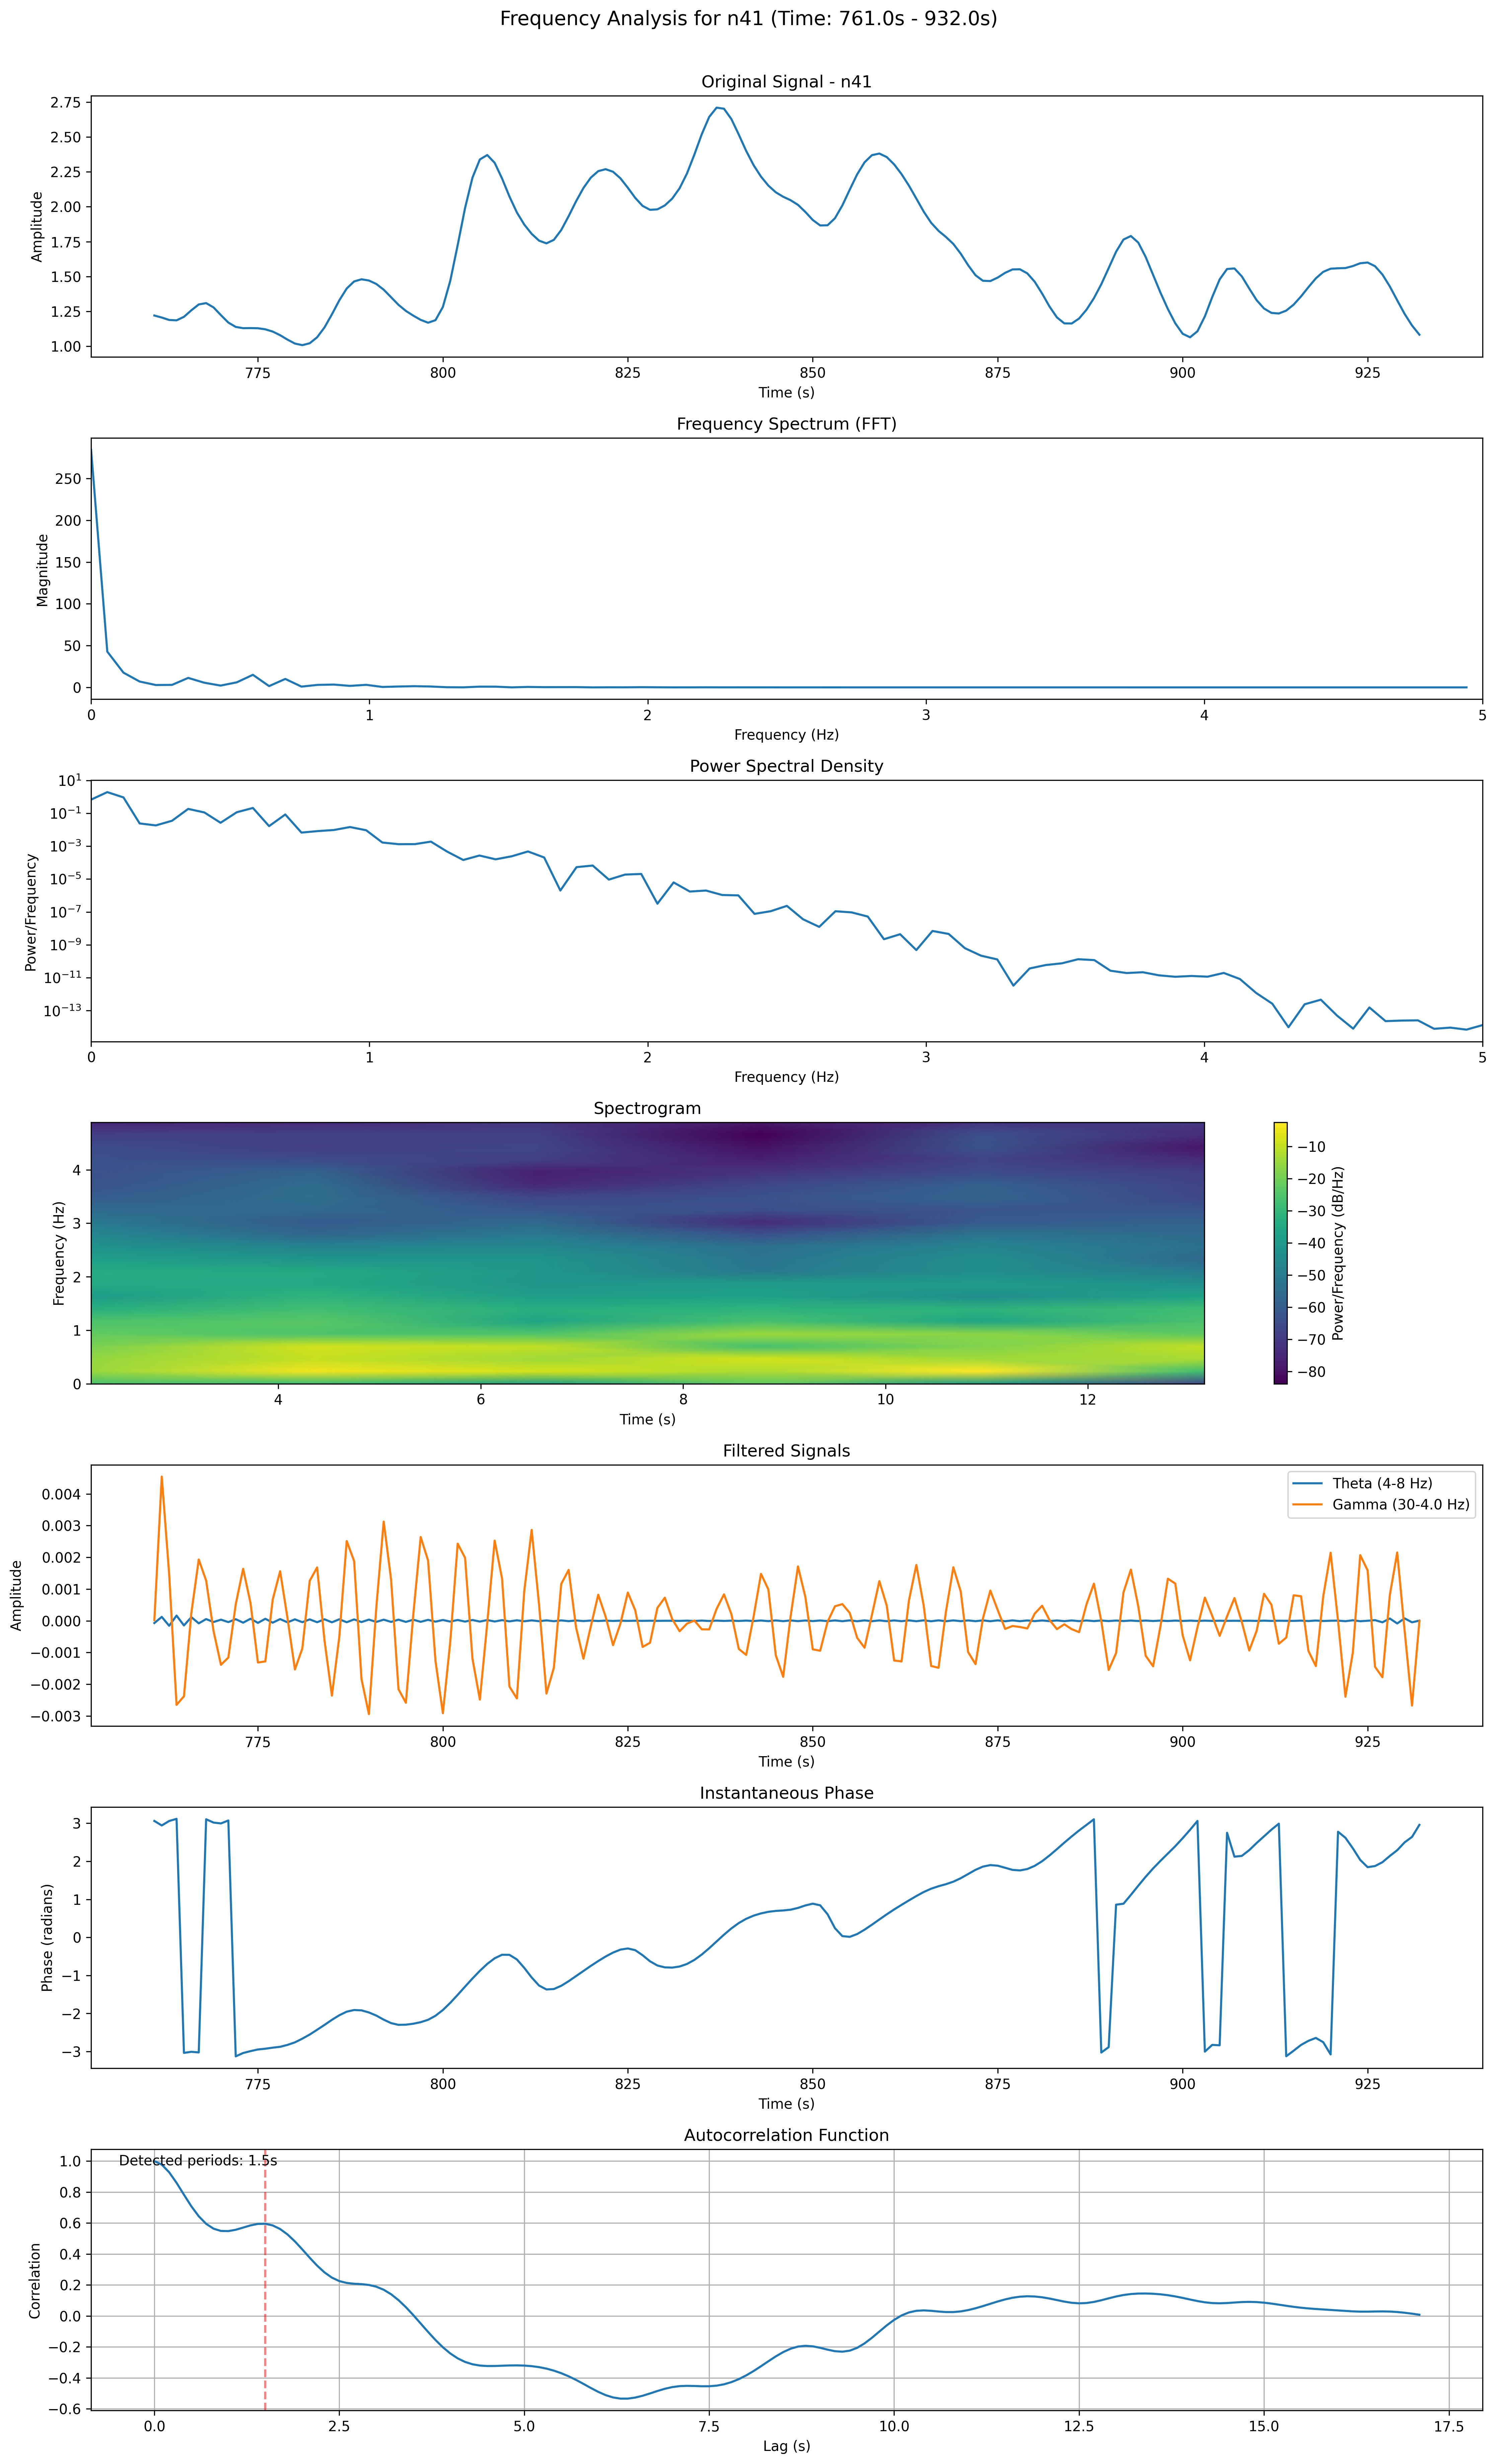 Frequency Analysis for n41 (Time: 761.0s - 932.0s)
Original Signal - n41
2.75
2.50
2.25
2.00
1.75
1.50
1.25
1.00
Amplitude
775 800 825 850 875 900 925
Time (s)
Frequency Spectrum (FFT)
250
200
150
100
50
0
Magnitude
0 1 2 3 4 5
Frequency (Hz)
Power Spectral Density
10^1
10^−1
10^−3
10^−5
10^−7
10^−9
10^−11
10^−13
Power/Frequency
0 1 2 3 4 5
Frequency (Hz)
Spectrogram
4
3
2
1
0
Frequency (Hz)
4 6 8 10 12
Time (s)
−10
−20
−30
−40
−50
−60
−70
−80
Power/Frequency (dB/Hz)
Filtered Signals
Theta (4-8 Hz)
Gamma (30-4.0 Hz)
0.004
0.003
0.002
0.001
0.000
−0.001
−0.002
−0.003
Amplitude
775 800 825 850 875 900 925
Time (s)
Instantaneous Phase
3
2
1
0
−1
−2
−3
Phase (radians)
775 800 825 850 875 900 925
Time (s)
Autocorrelation Function
Detected periods: 1.5s
1.0
0.8
0.6
0.4
0.2
0.0
−0.2
−0.4
−0.6
Correlation
0.0 2.5 5.0 7.5 10.0 12.5 15.0 17.5
Lag (s)